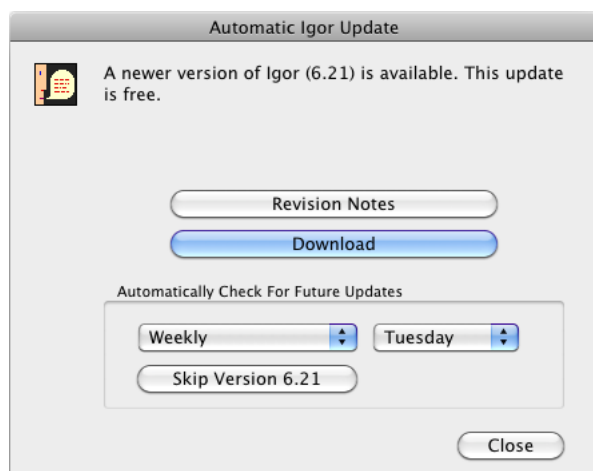 Automatic Igor Update
A newer version of Igor (6.21) is available. This update
is free.
Revision Notes
Download
Automatically Check For Future Updates
Weekly Tuesday
Skip Version 6.21
Close